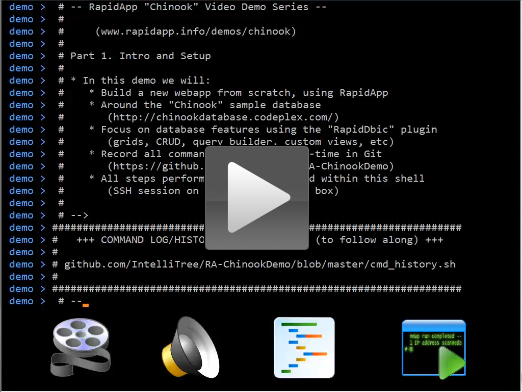 demo > # -- RapidApp "Chinook" Video Demo Series --
demo > #
demo > #     (www.rapidapp.info/demos/chinook)
demo > #
demo > # Part 1. Intro and Setup
demo > #
demo > # * In this demo we will:
demo > #    * Build a new webapp from scratch, using RapidApp
demo > #    * Around the "Chinook" sample database
demo > #       (http://chinookdatabase.codeplex.com/)
demo > #    * Focus on database features using the "RapidDbic" plugin
demo > #       (grids, CRUD, query builder, custom views, etc)
demo > #    * Record all comman -time in Git
demo > #       (https://github. A-ChinookDemo)
demo > #    * All steps perform d within this shell
demo > #       (SSH session on box)
demo > #
demo > # -->
demo > ##################################################################
demo > #   +++ COMMAND LOG/HISTO (to follow along) +++
demo > #
demo > # github.com/IntelliTree/RA-ChinookDemo/blob/master/cmd_history.sh
demo > #
demo > ##################################################################
demo > # --